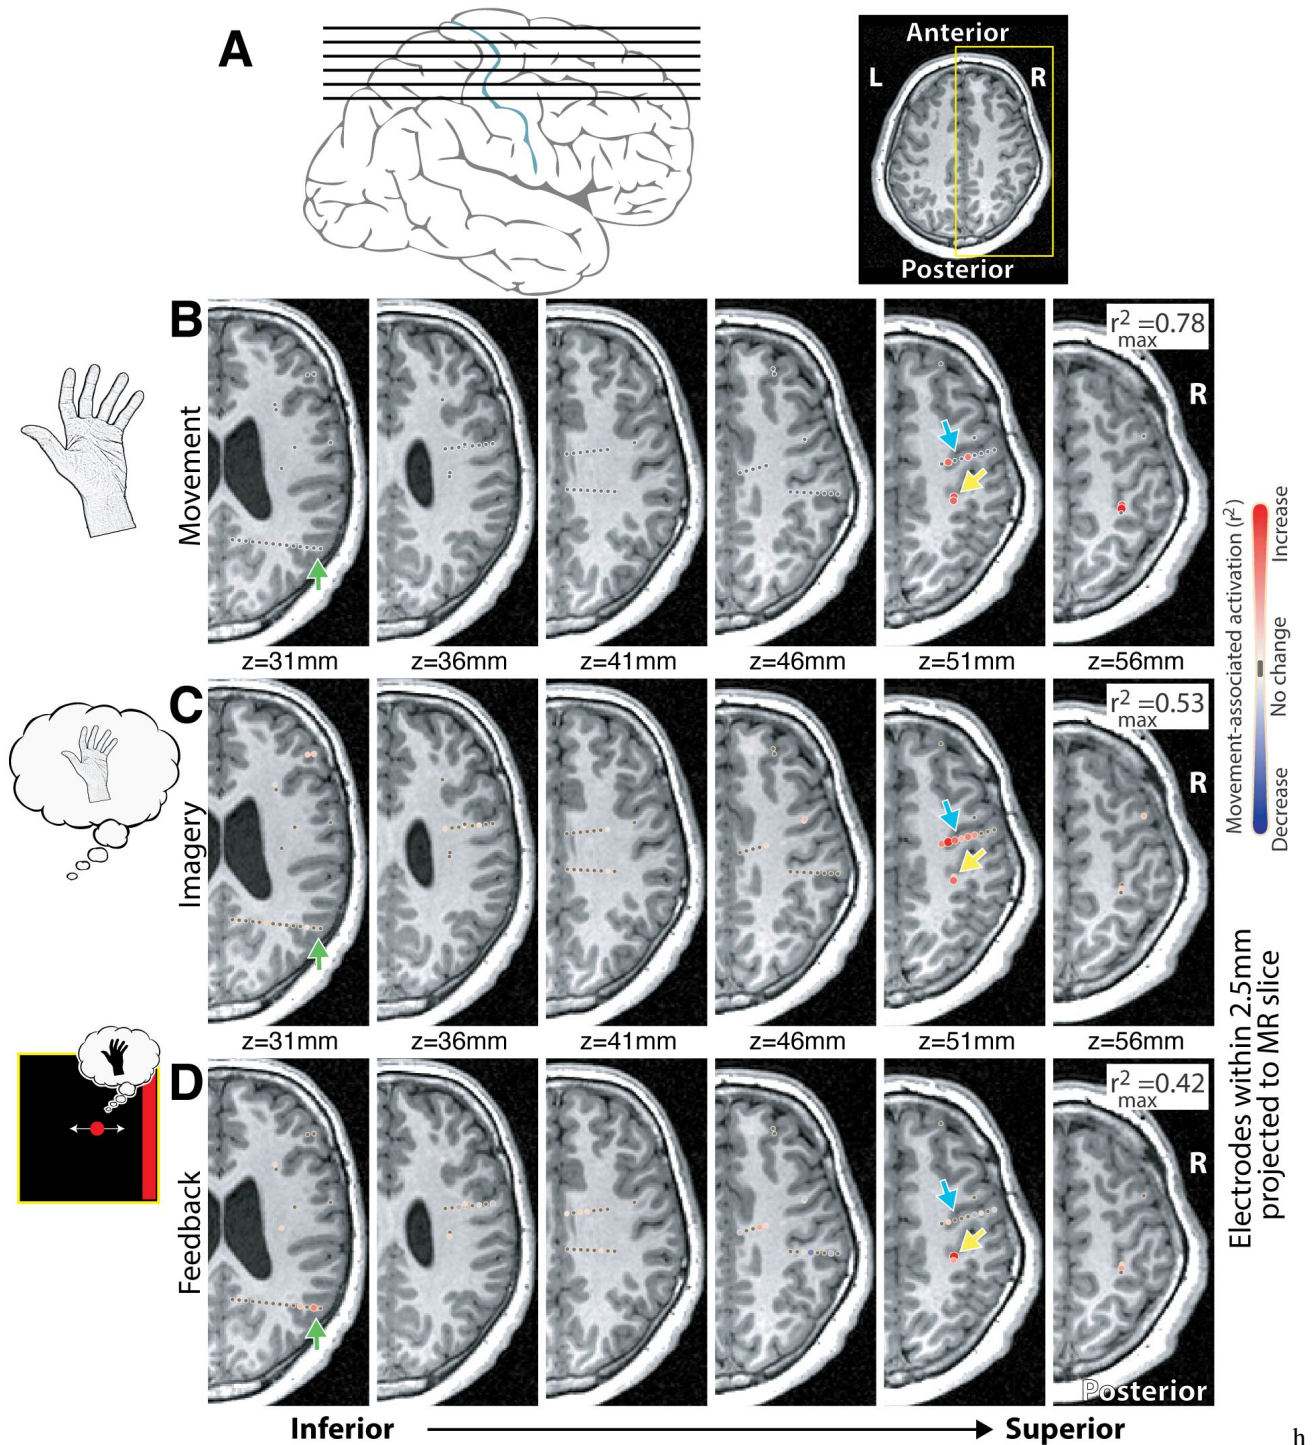 A
Anterior
L
R
Posterior
B
Movement
r² max =0.78
R
z=31mm z=36mm z=41mm z=46mm z=51mm z=56mm
C
Imagery
r² max =0.53
R
z=31mm z=36mm z=41mm z=46mm z=51mm z=56mm
D
Feedback
r² max =0.42
R
Posterior
Inferior
Superior
Movement-associated activation (r²)
Increase
No change
Decrease
Electrodes within 2.5mm
projected to MR slice
h